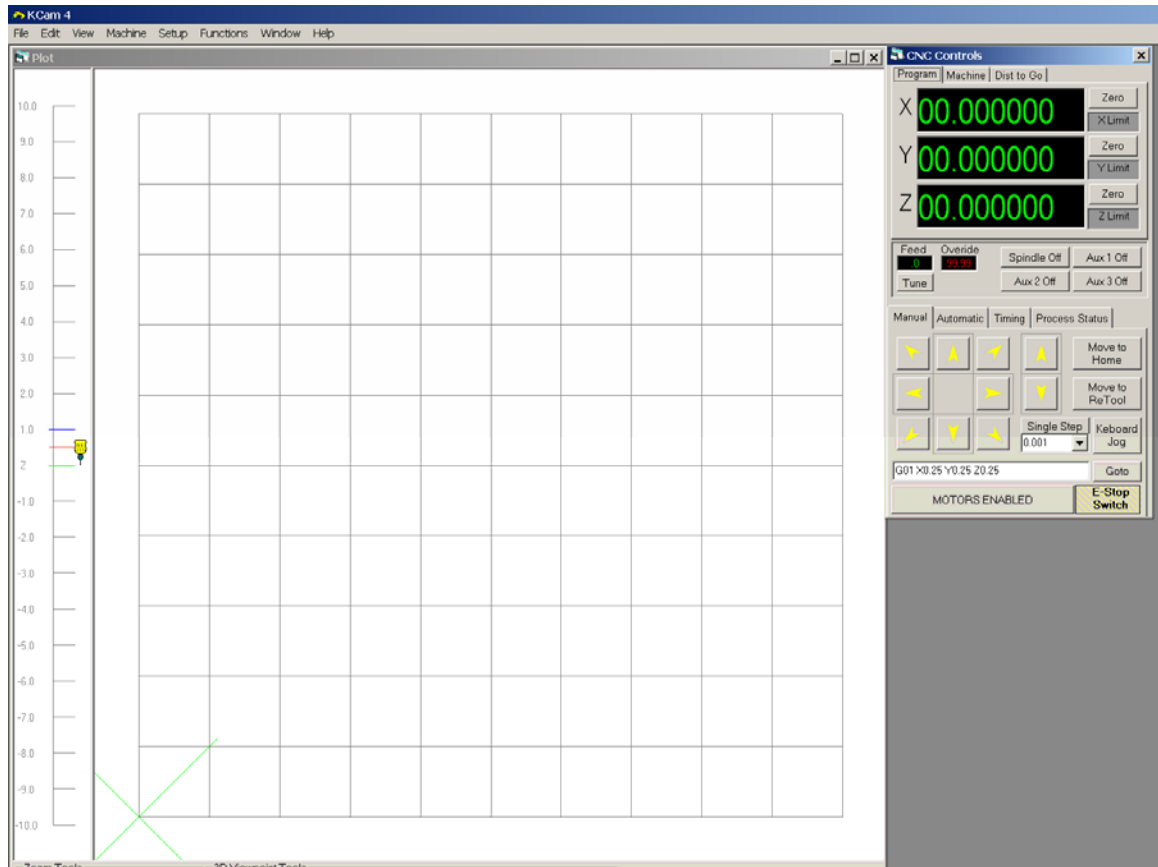 KCam 4
File Edit View Machine Setup Functions Window Help
Plot
10.0
9.0
8.0
7.0
6.0
5.0
4.0
3.0
2.0
1.0
Z
-1.0
-2.0
-3.0
-4.0
-5.0
-6.0
-7.0
-8.0
-9.0
-10.0
Zoom Tools 3D Viewpoint Tools
CNC Controls
Program Machine Dist to Go
X 00.000000 Zero
X Limit
Y 00.000000 Zero
Y Limit
Z 00.000000 Zero
Z Limit
Feed Overide
.0 99.99 Spindle Off Aux 1 Off
Tune Aux 2 Off Aux 3 Off
Manual Automatic Timing Process Status
Move to
Home
Move to
ReTool
Single Step Keboard
0.001 Jog
G01 X0.25 Y0.25 Z0.25 Goto
MOTORS ENABLED E-Stop
Switch